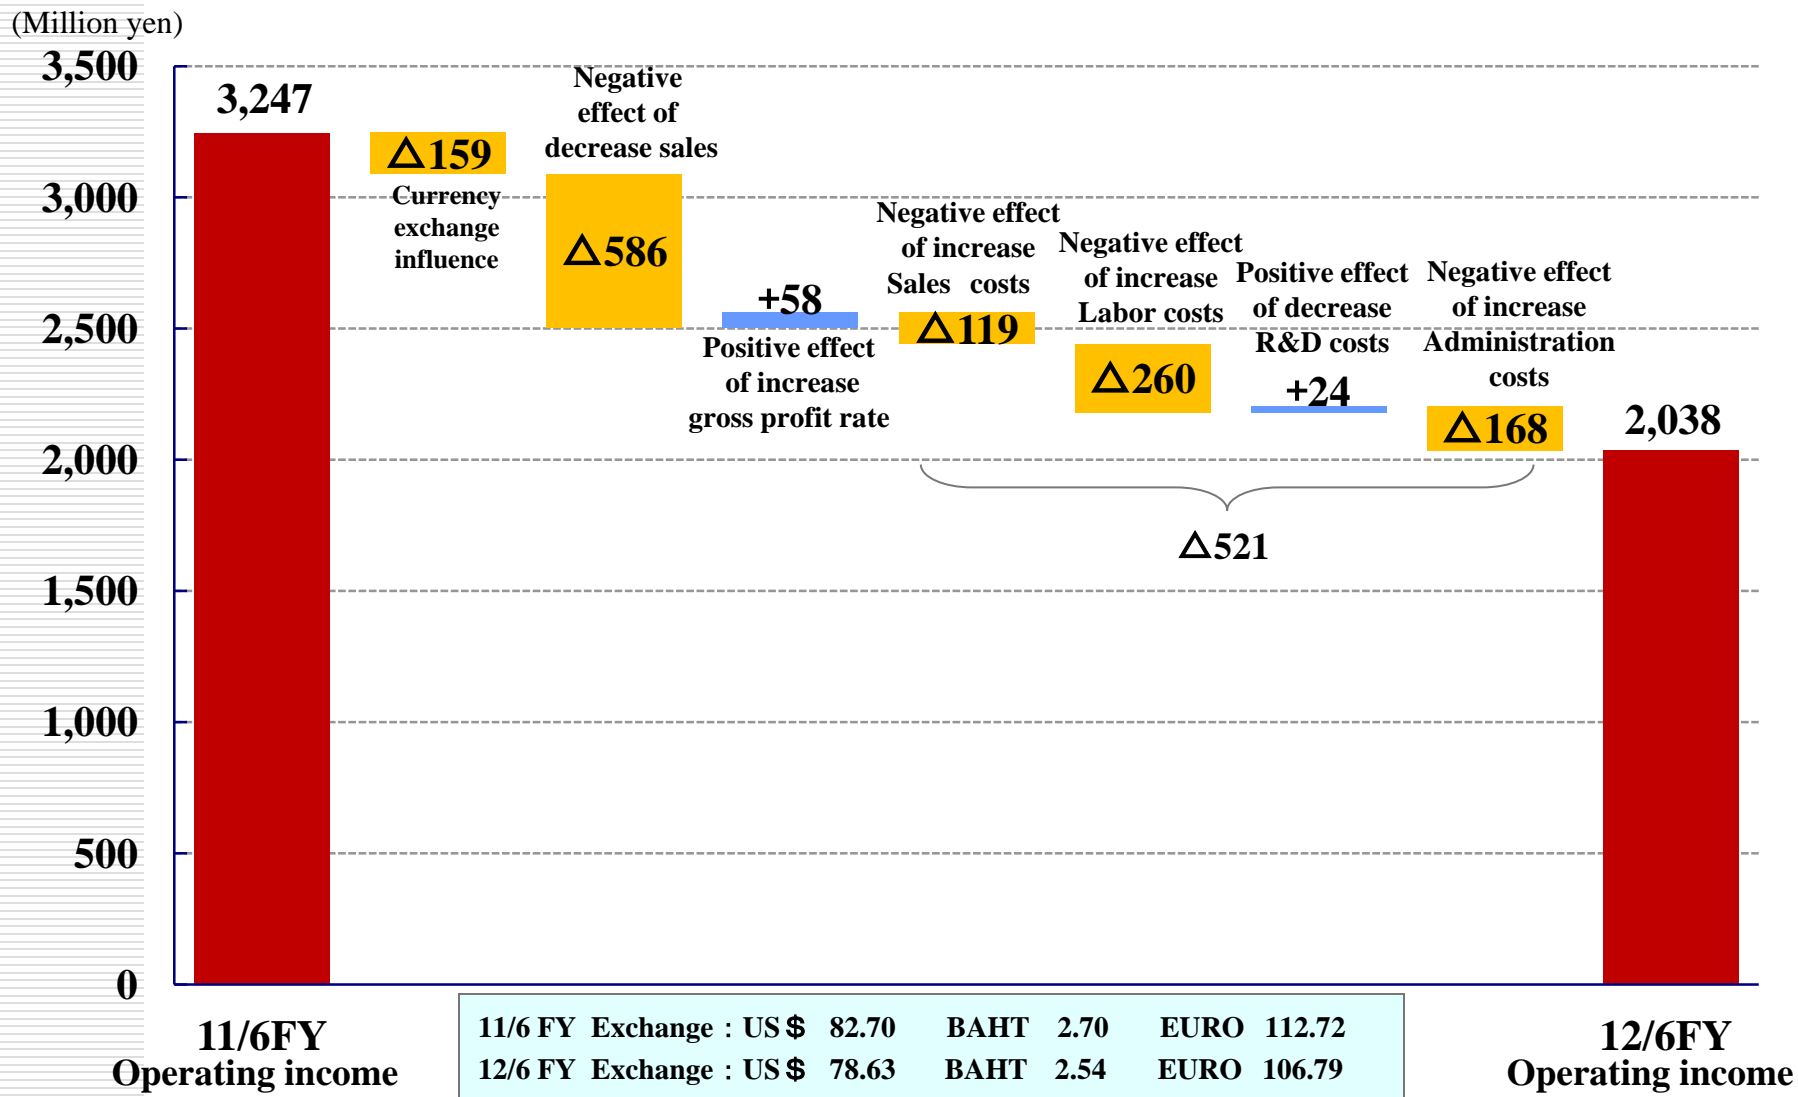 (Million yen)
3,500
3,000
2,500
2,000
1,500
1,000
500
0
3,247
△159
Currency
exchange
influence
Negative
effect of
decrease sales
△586
+58
Positive effect
of increase
gross profit rate
Negative effect
of increase
Sales costs
△119
Negative effect
of increase
Labor costs
△260
Positive effect
of decrease
R&D costs
+24
Negative effect
of increase
Administration
costs
△168
2,038
△521
11/6FY
Operating income
11/6 FY Exchange : US$ 82.70 BAHT 2.70 EURO 112.72
12/6 FY Exchange : US$ 78.63 BAHT 2.54 EURO 106.79
12/6FY
Operating income